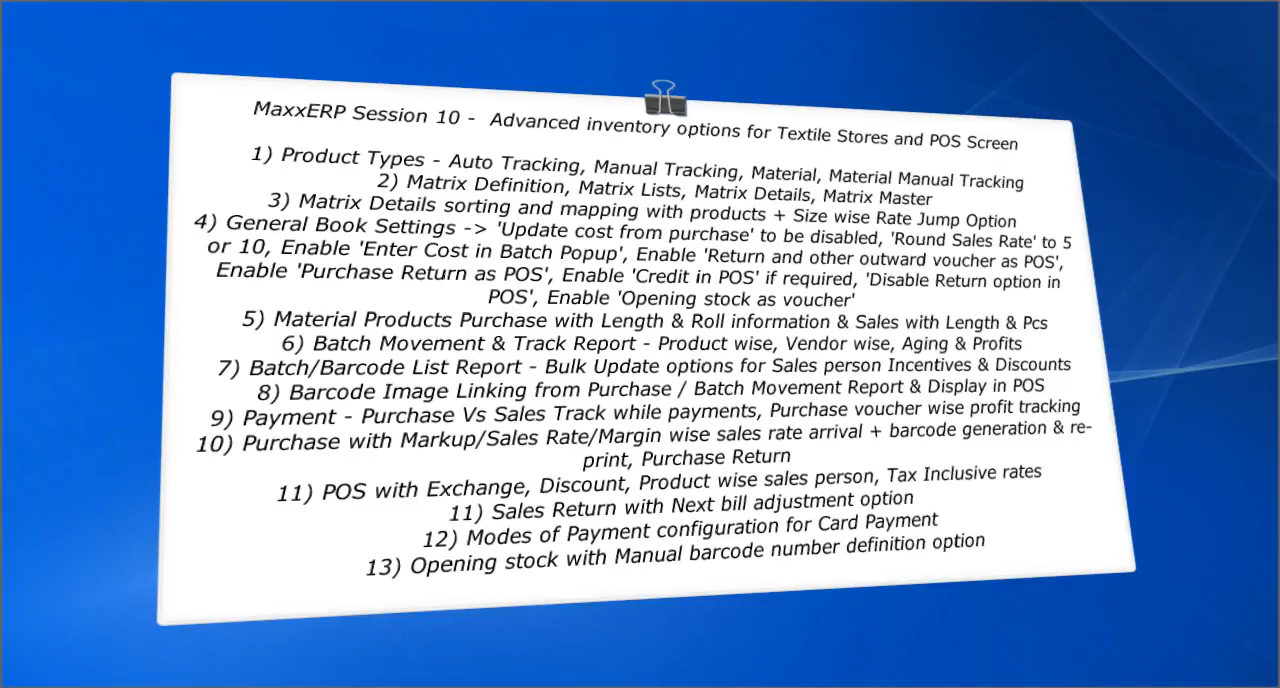 MaxxERP Session 10 -  Advanced inventory options for Textile Stores and POS Screen
1) Product Types - Auto Tracking, Manual Tracking, Material, Material Manual Tracking
2) Matrix Definition, Matrix Lists, Matrix Details, Matrix Master
3) Matrix Details sorting and mapping with products + Size wise Rate Jump Option
4) General Book Settings -> 'Update cost from purchase' to be disabled, 'Round Sales Rate' to 5
or 10, Enable 'Enter Cost in Batch Popup', Enable 'Return and other outward voucher as POS',
Enable 'Purchase Return as POS', Enable 'Credit in POS' if required, 'Disable Return option in
POS', Enable 'Opening stock as voucher'
5) Material Products Purchase with Length & Roll information & Sales with Length & Pcs
6) Batch Movement & Track Report - Product wise, Vendor wise, Aging & Profits
7) Batch/Barcode List Report - Bulk Update options for Sales person Incentives & Discounts
8) Barcode Image Linking from Purchase / Batch Movement Report & Display in POS
9) Payment - Purchase Vs Sales Track while payments, Purchase voucher wise profit tracking
10) Purchase with Markup/Sales Rate/Margin wise sales rate arrival + barcode generation & re-
print, Purchase Return
11) POS with Exchange, Discount, Product wise sales person, Tax Inclusive rates
11) Sales Return with Next bill adjustment option
12) Modes of Payment configuration for Card Payment
13) Opening stock with Manual barcode number definition option